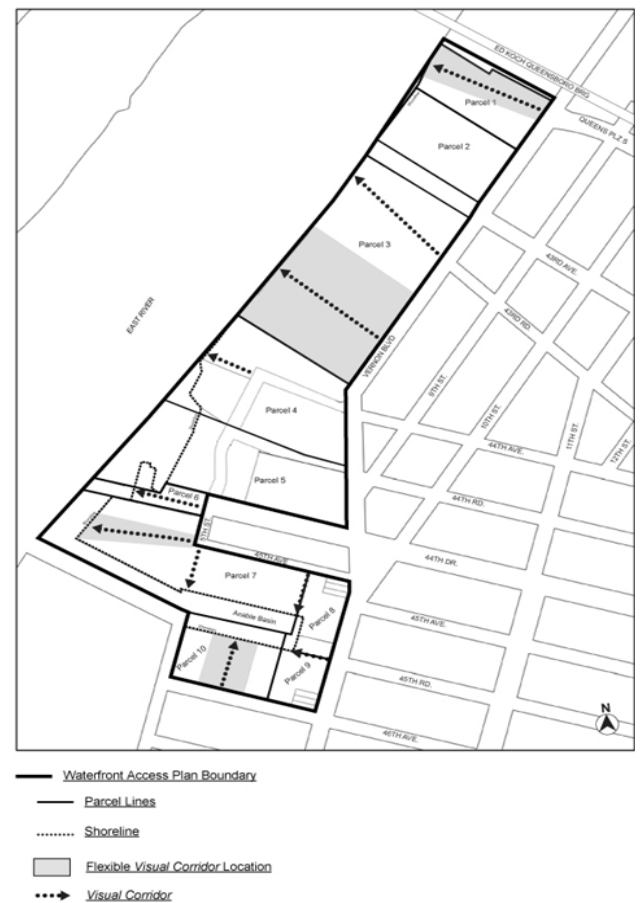 ED KOCH QUEENSBORO BRG
QUEENS PLZ S
Parcel 1
Parcel 2
Parcel 3
43RD AVE.
43RD RD.
EAST RIVER
VERNON BLVD
9TH ST.
10TH ST.
11TH ST.
12TH ST.
44TH AVE.
Parcel 4
Parcel 5
Parcel 6
44TH RD.
5TH ST.
45TH AVE
44TH DR.
Parcel 7
Parcel 8
Anable Basin
45TH AVE.
Parcel 10
Parcel 9
45TH RD.
46TH AVE.
N
Waterfront Access Plan Boundary
Parcel Lines
Shoreline
Flexible Visual Corridor Location
Visual Corridor